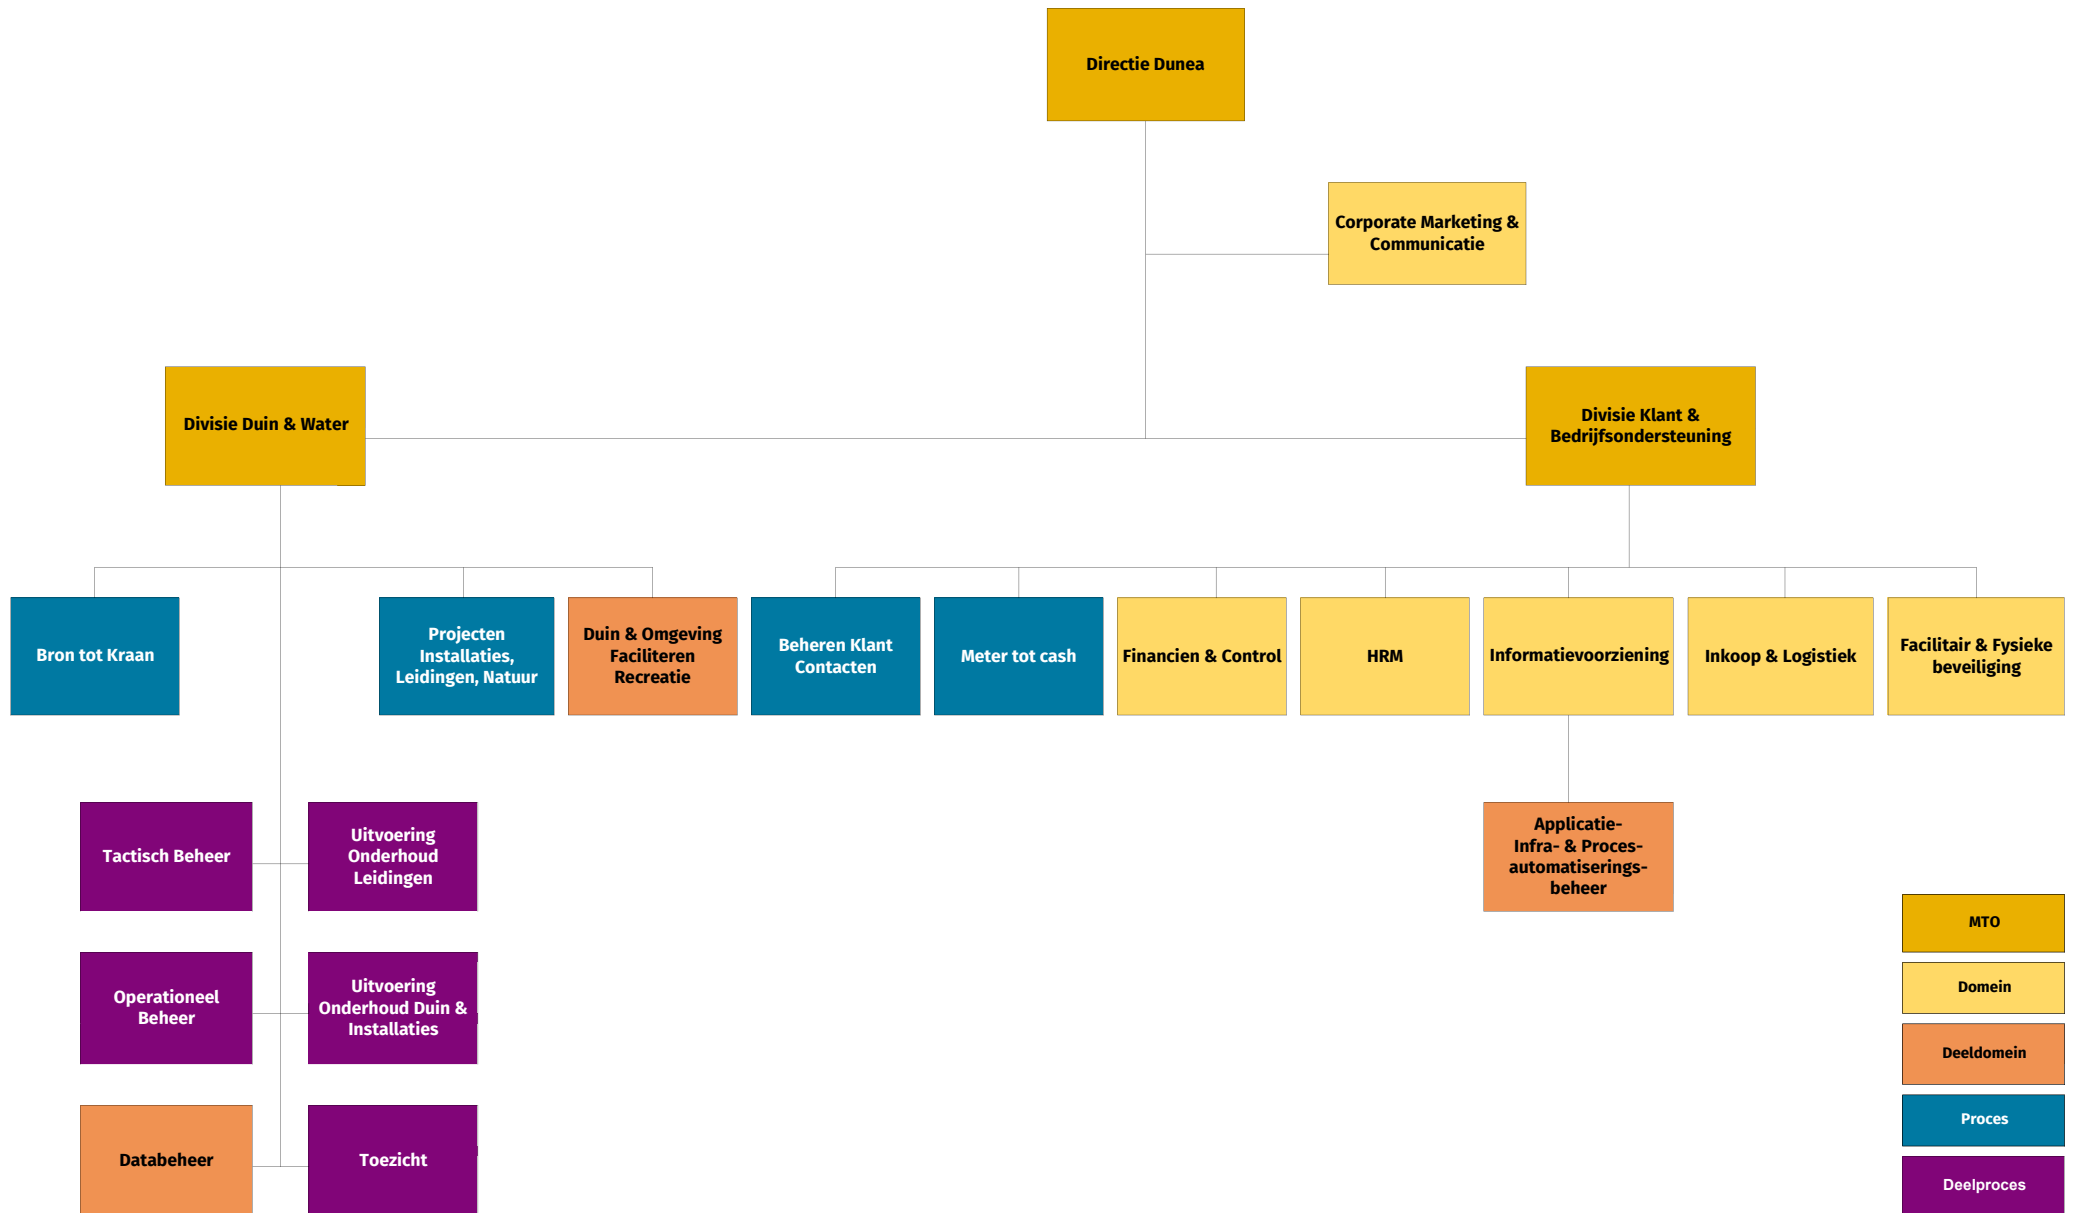 Directie Dunea
Corporate Marketing &
Communicatie
Divisie Duin & Water
Divisie Klant &
Bedrijfsondersteuning
Bron tot Kraan
Projecten
Installaties,
Leidingen, Natuur
Duin & Omgeving
Faciliteren
Recreatie
Beheren Klant
Contacten
Meter tot cash
Financien & Control
HRM
Informatievoorziening
Inkoop & Logistiek
Facilitair & Fysieke
beveiliging
Tactisch Beheer
Uitvoering
Onderhoud
Leidingen
Applicatie-
Infra- & Proces-
automatiserings-
beheer
Operationeel
Beheer
Uitvoering
Onderhoud Duin &
Installaties
Databeheer
Toezicht
MTO
Domein
Deeldomein
Proces
Deelproces